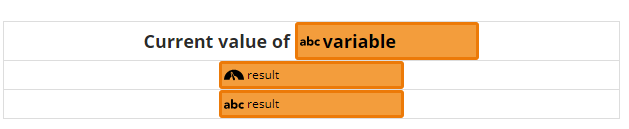 Current value of abc variable
result
abc result